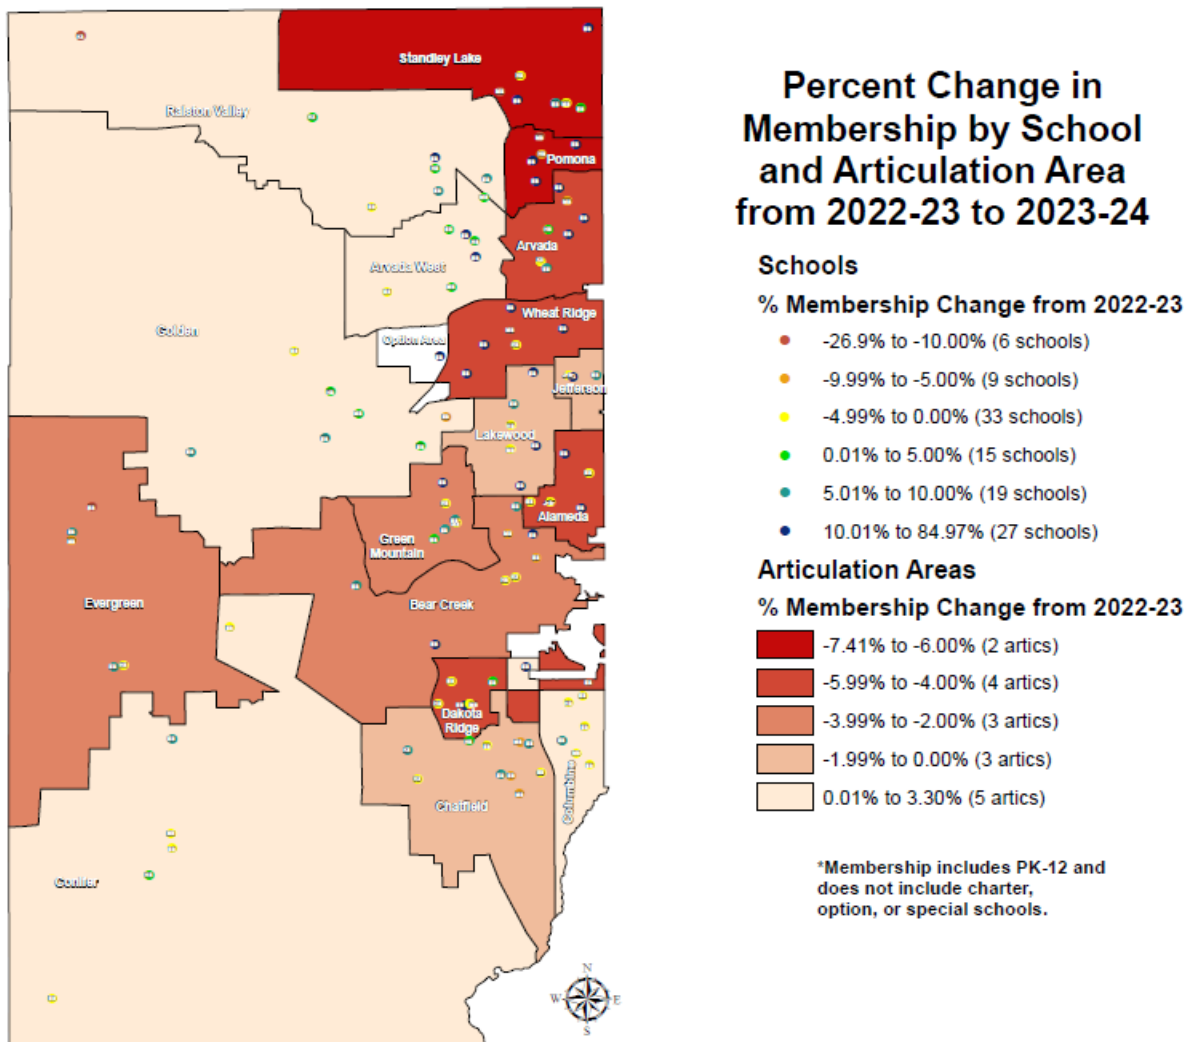 Percent Change in
Membership by School
and Articulation Area
from 2022-23 to 2023-24
Schools
% Membership Change from 2022-23
-26.9% to -10.00% (6 schools)
-9.99% to -5.00% (9 schools)
-4.99% to 0.00% (33 schools)
0.01% to 5.00% (15 schools)
5.01% to 10.00% (19 schools)
10.01% to 84.97% (27 schools)
Articulation Areas
% Membership Change from 2022-23
-7.41% to -6.00% (2 artics)
-5.99% to -4.00% (4 artics)
-3.99% to -2.00% (3 artics)
-1.99% to 0.00% (3 artics)
0.01% to 3.30% (5 artics)
*Membership includes PK-12 and
does not include charter,
option, or special schools.
Standley Lake
Ralston Valley
Pomona
Arvada
Arvada West
Wheat Ridge
Golden
Option Area
Jefferson
Lakewood
Alameda
Green
Mountain
Evergreen
Bear Creek
Dakota
Ridge
Columbine
Chatfield
Conifer
N
W
E
S